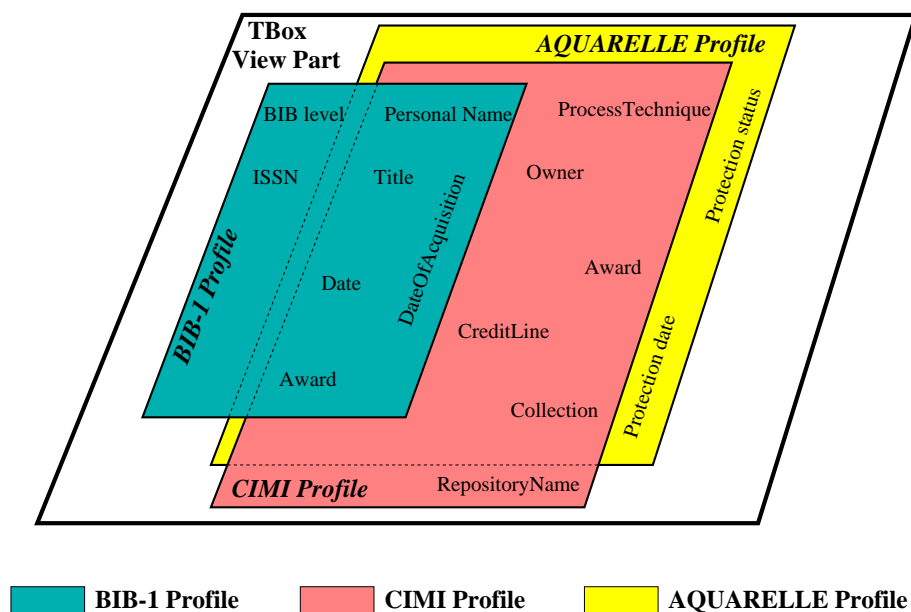 TBox
View Part
AQUARELLE Profile
BIB level
Personal Name
ProcessTechnique
Protection status
ISSN
Title
Owner
DateOfAcquisition
BIB-1 Profile
Date
Award
CreditLine
Protection date
Award
Collection
CIMI Profile
RepositoryName
BIB-1 Profile
CIMI Profile
AQUARELLE Profile